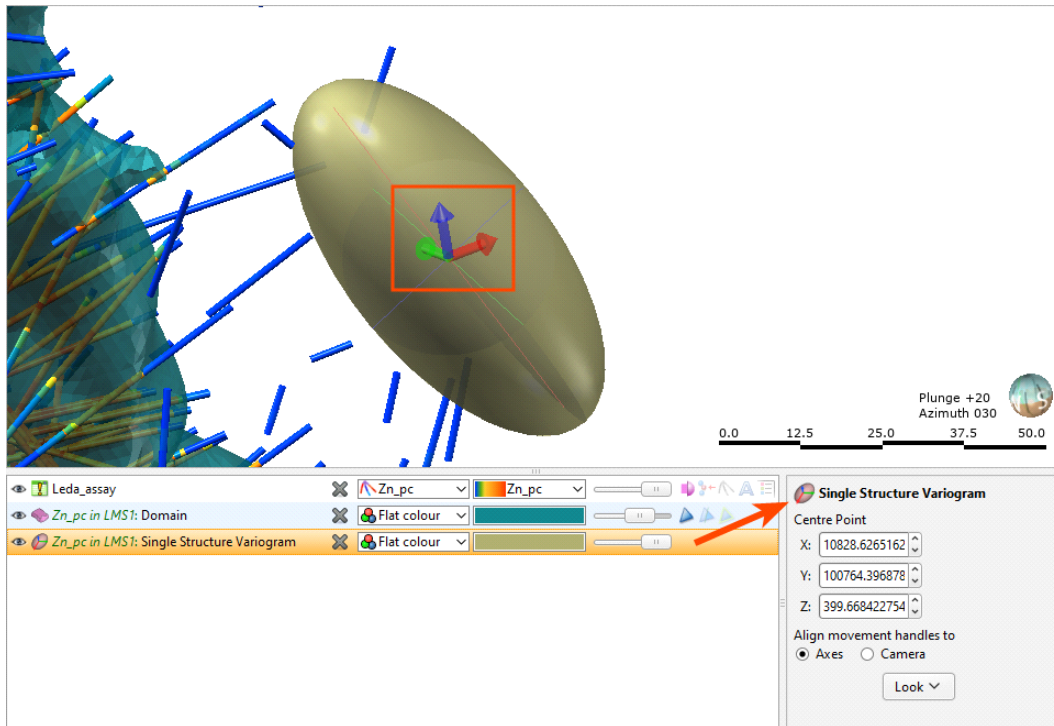 Plunge +20
Azimuth 030
0.0 12.5 25.0 37.5 50.0
Leda_assay Zn_pc Zn_pc
Zn_pc in LMS1: Domain Flat colour
Zn_pc in LMS1: Single Structure Variogram Flat colour
Single Structure Variogram
Centre Point
X: 10828.6265162
Y: 100764.396878
Z: 399.668422754
Align movement handles to
Axes Camera
Look